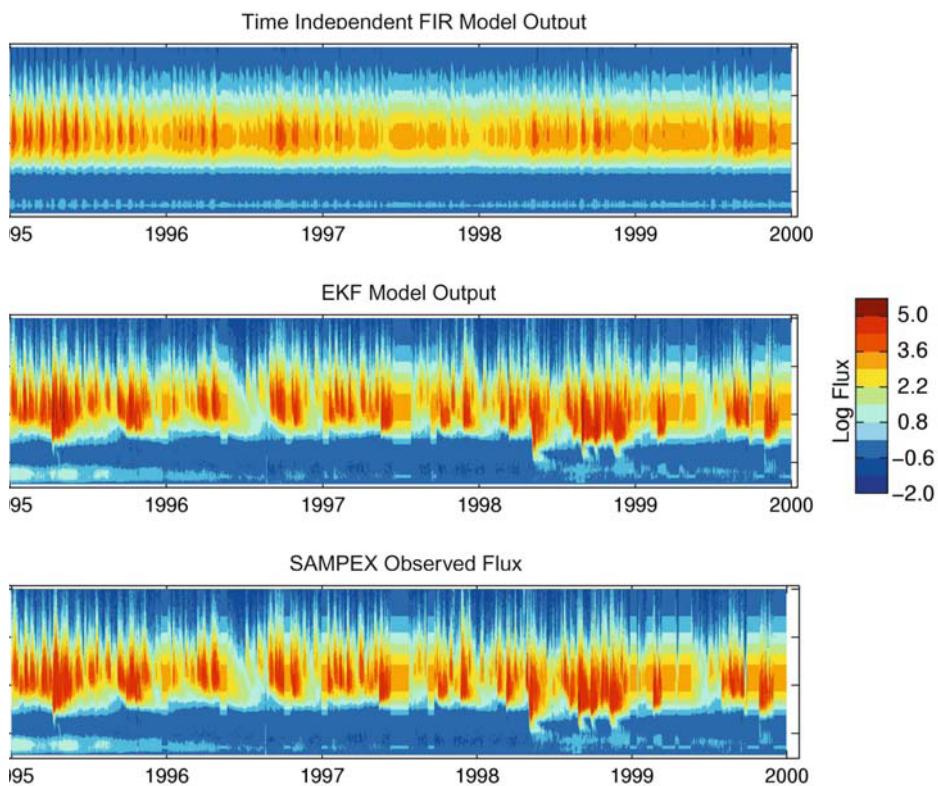 Time Independent FIR Model Output
95 1996 1997 1998 1999 2000
EKF Model Output
95 1996 1997 1998 1999 2000
Log Flux
5.0
3.6
2.2
0.8
-0.6
-2.0
SAMPEX Observed Flux
95 1996 1997 1998 1999 2000